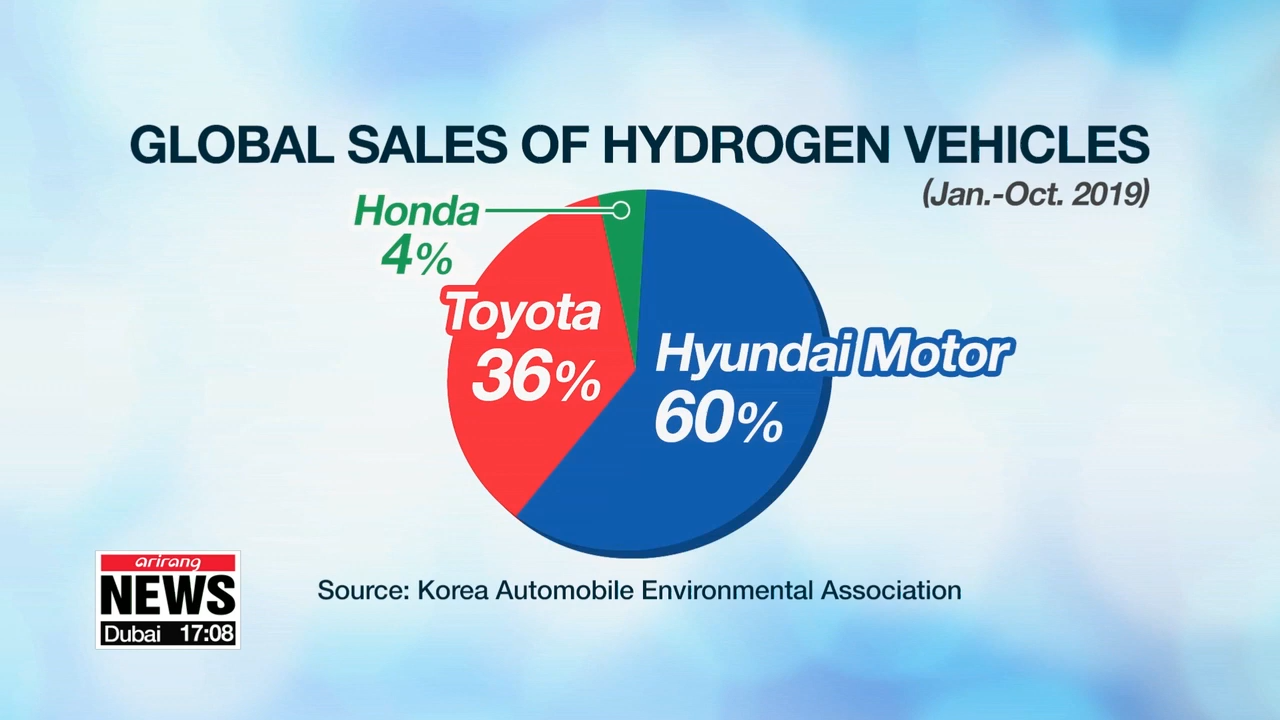 GLOBAL SALES OF HYDROGEN VEHICLES
(Jan.-Oct. 2019)
Honda
4%
Toyota
36%
Hyundai Motor
60%
Source: Korea Automobile Environmental Association
arirang
NEWS
Dubai 17:08